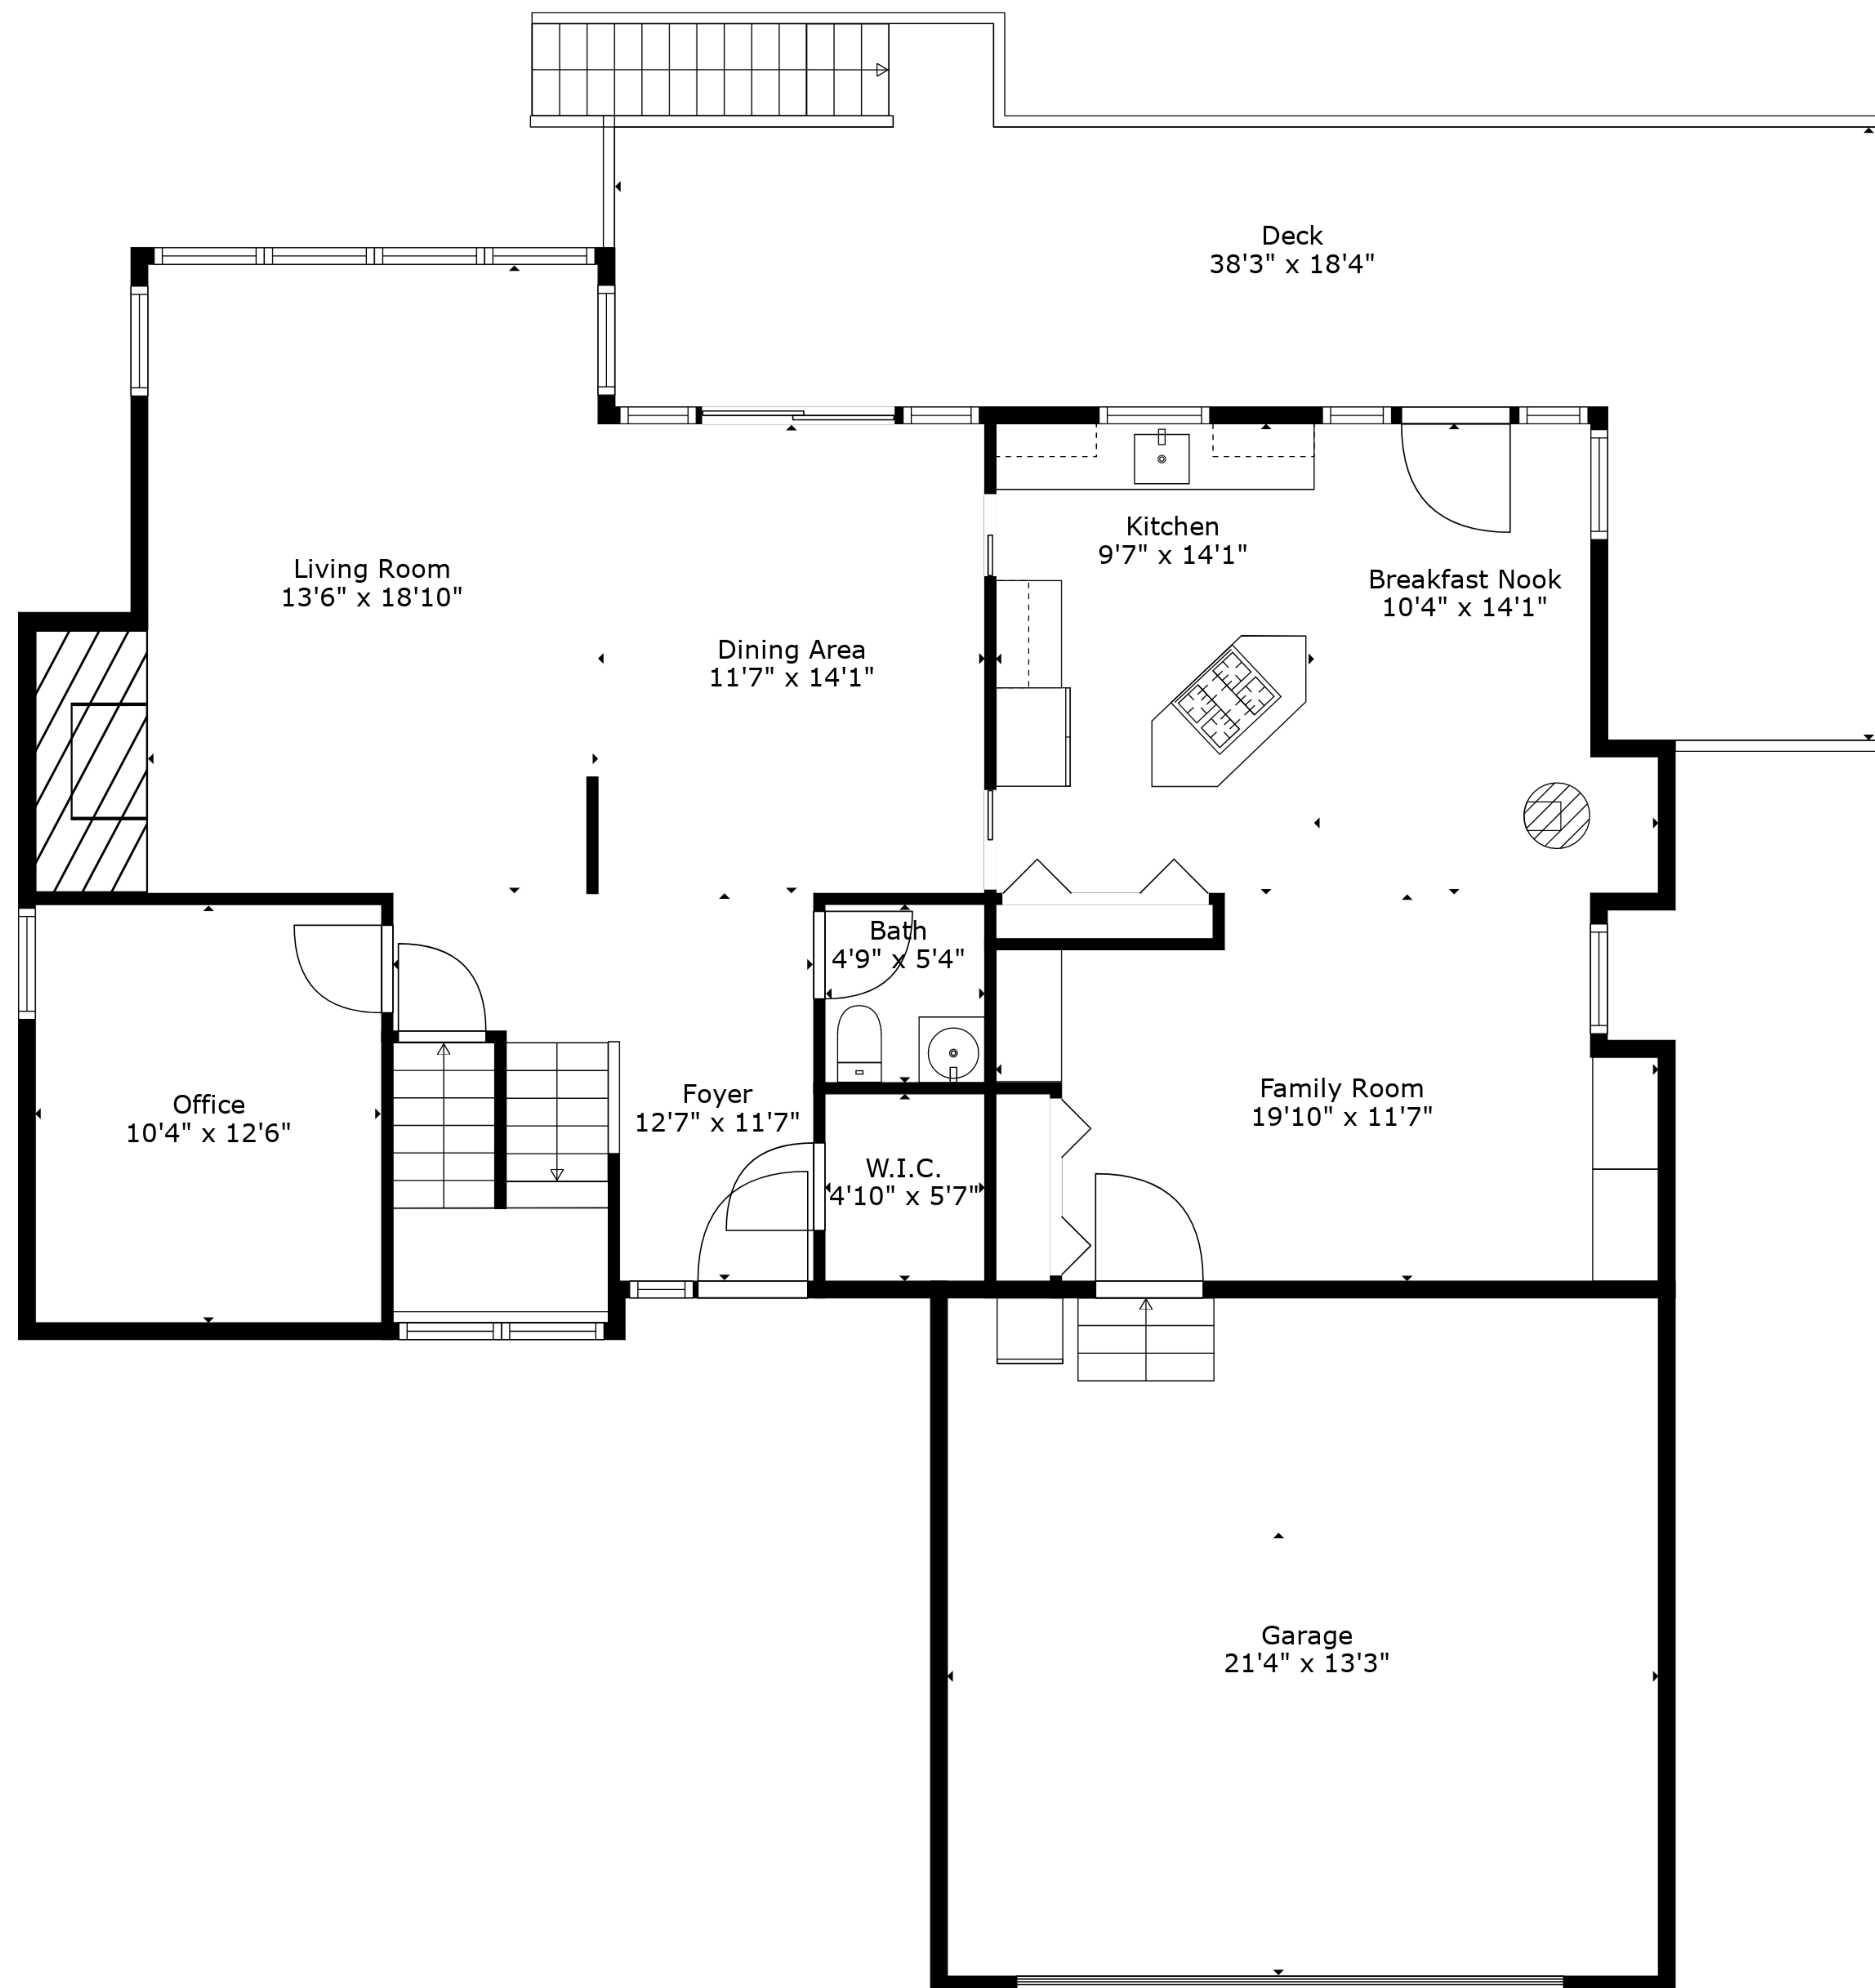 Deck
38'3" x 18'4"
Kitchen
9'7" x 14'1"
Living Room
13'6" x 18'10"
Breakfast Nook
10'4" x 14'1"
Dining Area
11'7" x 14'1"
Bath
4'9" x 5'4"
Office
10'4" x 12'6"
Foyer
12'7" x 11'7"
Family Room
19'10" x 11'7"
W.I.C.
4'10" x 5'7"
Garage
21'4" x 13'3"